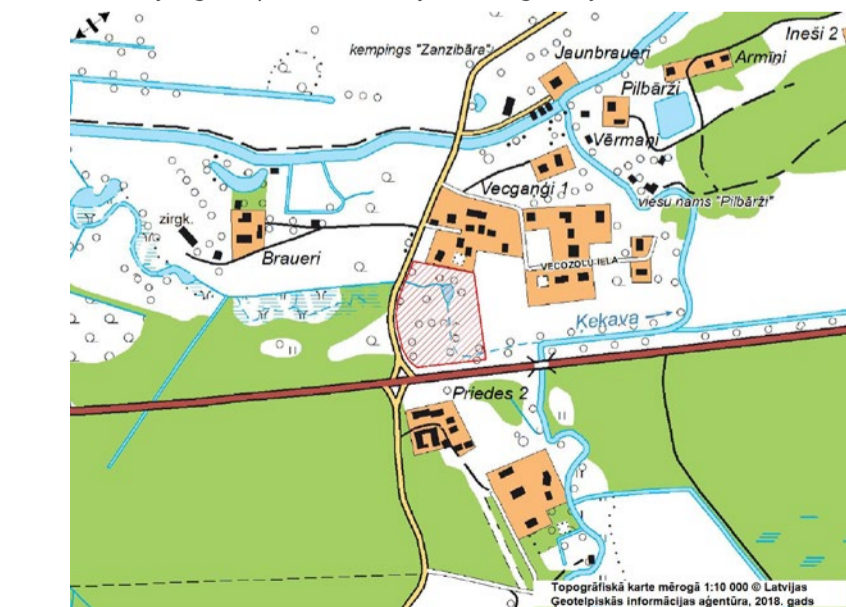 kempings "Zanzibāra"
Jaunbraueri
Ineši 2
Armiņi
Pilbārži
Vērmaņi
Vecgaņģi 1
viesu nams "Pilbārži"
zirgk.
Braueri
VECOZOLU IELA
Ķekava
Priedes 2
Topogrāfiskā karte mērogā 1:10 000 © Latvijas
Ģeotelpiskās informācijas aģentūra, 2018. gads